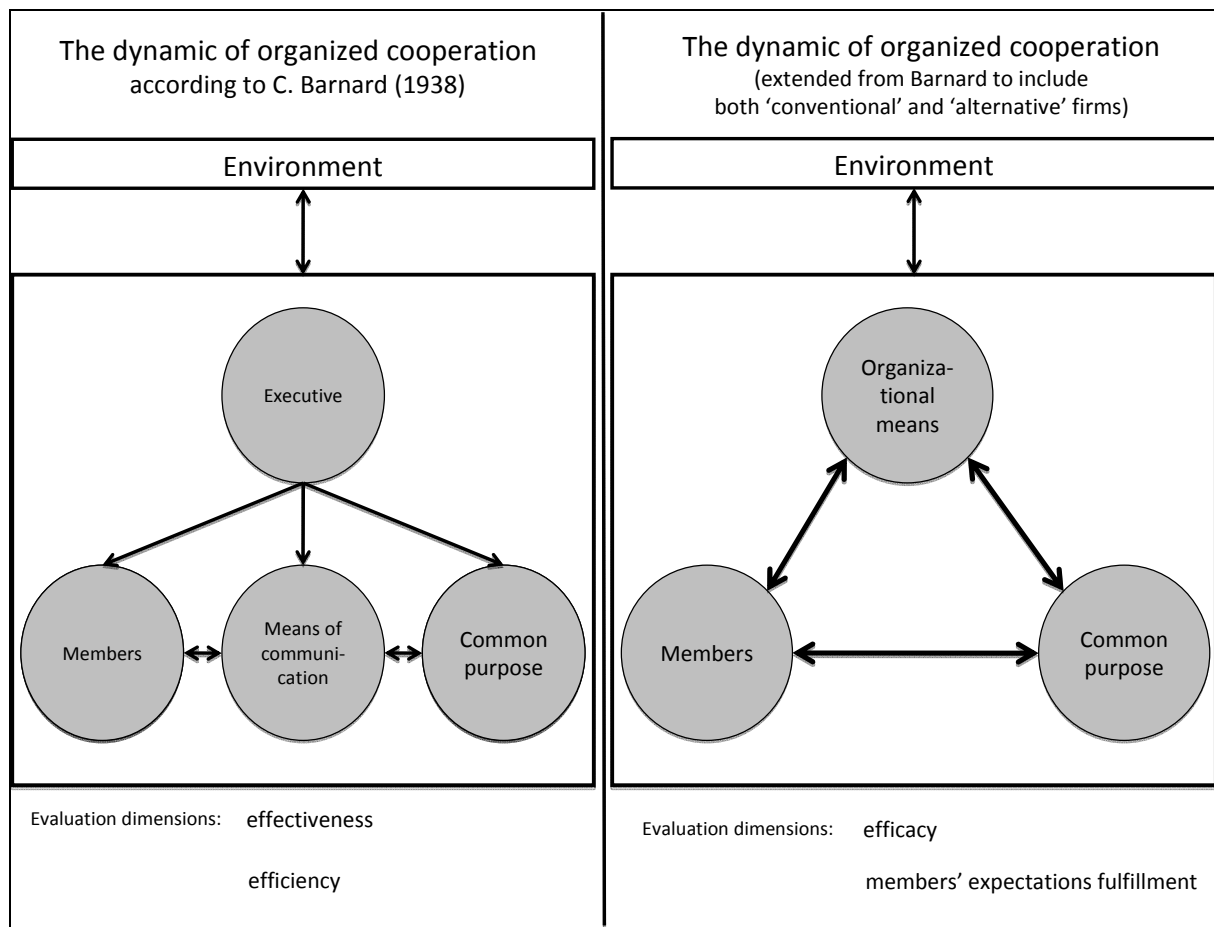 The dynamic of organized cooperation
according to C. Barnard (1938)
Environment
Executive
Members
Means of
communi-
cation
Common
purpose
Evaluation dimensions: effectiveness
efficiency
The dynamic of organized cooperation
(extended from Barnard to include
both ‘conventional’ and ‘alternative’ firms)
Environment
Organiza-
tional
means
Members
Common
purpose
Evaluation dimensions: efficacy
members’ expectations fulfillment